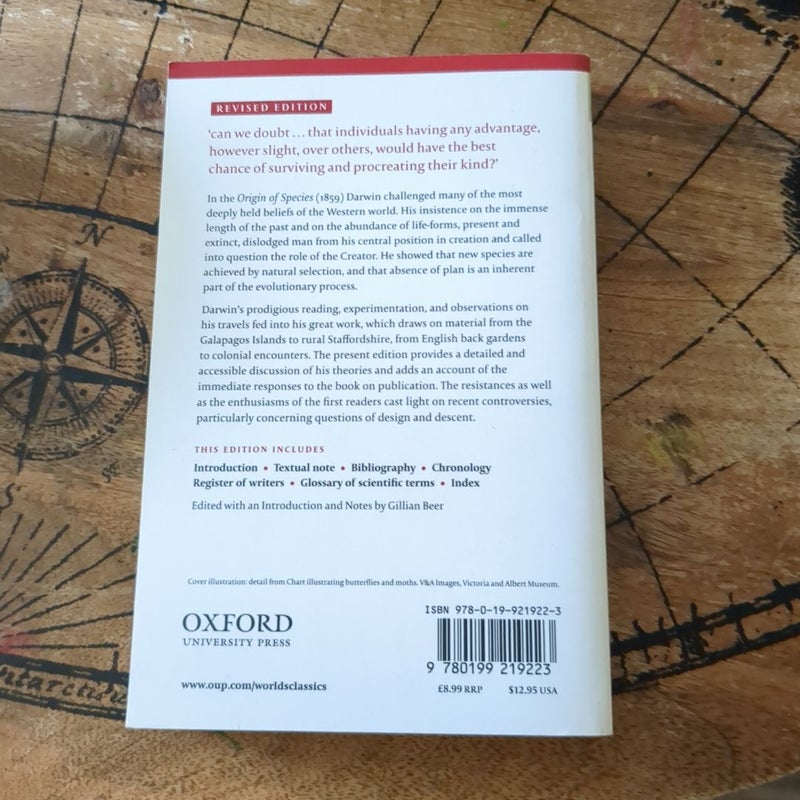 REVISED EDITION
'can we doubt ... that individuals having any advantage,
however slight, over others, would have the best
chance of surviving and procreating their kind?'
In the Origin of Species (1859) Darwin challenged many of the most
deeply held beliefs of the Western world. His insistence on the immense
length of the past and on the abundance of life-forms, present and
extinct, dislodged man from his central position in creation and called
into question the role of the Creator. He showed that new species are
achieved by natural selection, and that absence of plan is an inherent
part of the evolutionary process.
Darwin's prodigious reading, experimentation, and observations on
his travels fed into his great work, which draws on material from the
Galapagos Islands to rural Staffordshire, from English back gardens
to colonial encounters. The present edition provides a detailed and
accessible discussion of his theories and adds an account of the
immediate responses to the book on publication. The resistances as well
as the enthusiasms of the first readers cast light on recent controversies,
particularly concerning questions of design and descent.
THIS EDITION INCLUDES
Introduction • Textual note • Bibliography • Chronology
Register of writers • Glossary of scientific terms • Index
Edited with an Introduction and Notes by Gillian Beer
Cover illustration: detail from Chart illustrating butterflies and moths. V&A Images, Victoria and Albert Museum.
OXFORD
UNIVERSITY PRESS
www.oup.com/worldsclassics
ISBN 978-0-19-921922-3
9 780199 219223
£8.99 RRP $12.95 USA
N
S
S